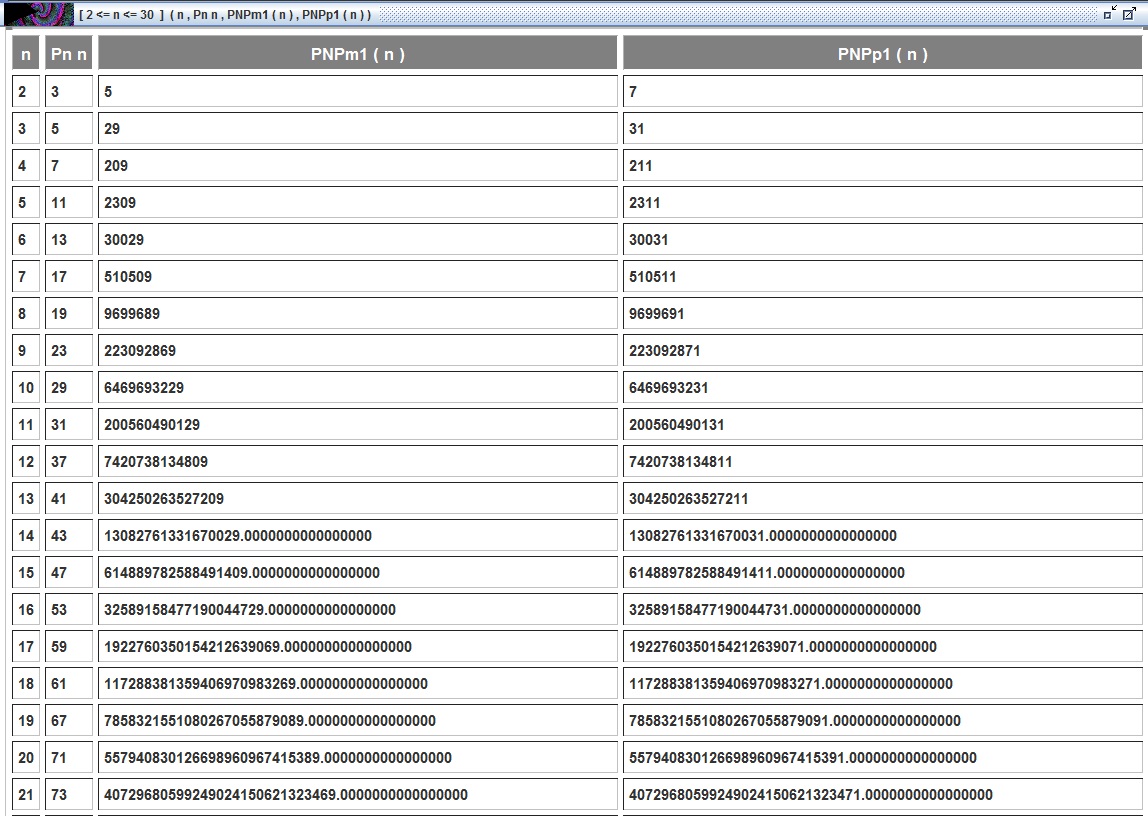 [ 2 <= n <= 30 ] ( n , Pn n , PNPm1 ( n ) , PNPp1 ( n ) )
n Pn n PNPm1 ( n ) PNPp1 ( n )
2 3 5 7
3 5 29 31
4 7 209 211
5 11 2309 2311
6 13 30029 30031
7 17 510509 510511
8 19 9699689 9699691
9 23 223092869 223092871
10 29 6469693229 6469693231
11 31 200560490129 200560490131
12 37 7420738134809 7420738134811
13 41 304250263527209 304250263527211
14 43 13082761331670029.0000000000000000 13082761331670031.0000000000000000
15 47 614889782588491409.0000000000000000 614889782588491411.0000000000000000
16 53 32589158477190044729.0000000000000000 32589158477190044731.0000000000000000
17 59 1922760350154212639069.0000000000000000 1922760350154212639071.0000000000000000
18 61 117288381359406970983269.0000000000000000 117288381359406970983271.0000000000000000
19 67 7858321551080267055879089.0000000000000000 7858321551080267055879091.0000000000000000
20 71 557940830126698960967415389.0000000000000000 557940830126698960967415391.0000000000000000
21 73 40729680599249024150621323469.0000000000000000 40729680599249024150621323471.0000000000000000